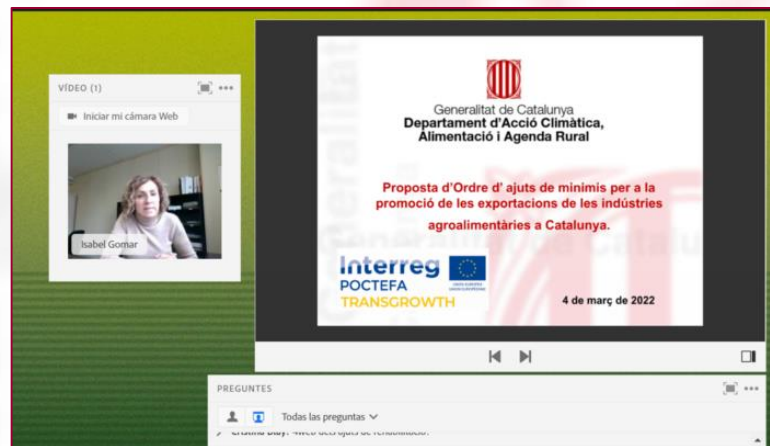 VÍDEO (1)
Iniciar mi cámara Web
Isabel Gomar
Generalitat de Catalunya
Departament d'Acció Climàtica,
Alimentació i Agenda Rural
Proposta d'Ordre d' ajuts de minimis per a la
promoció de les exportacions de les indústries
agroalimentàries a Catalunya.
Interreg
POCTEFA
TRANSGROWTH
4 de març de 2022
PREGUNTES
Todas las preguntas